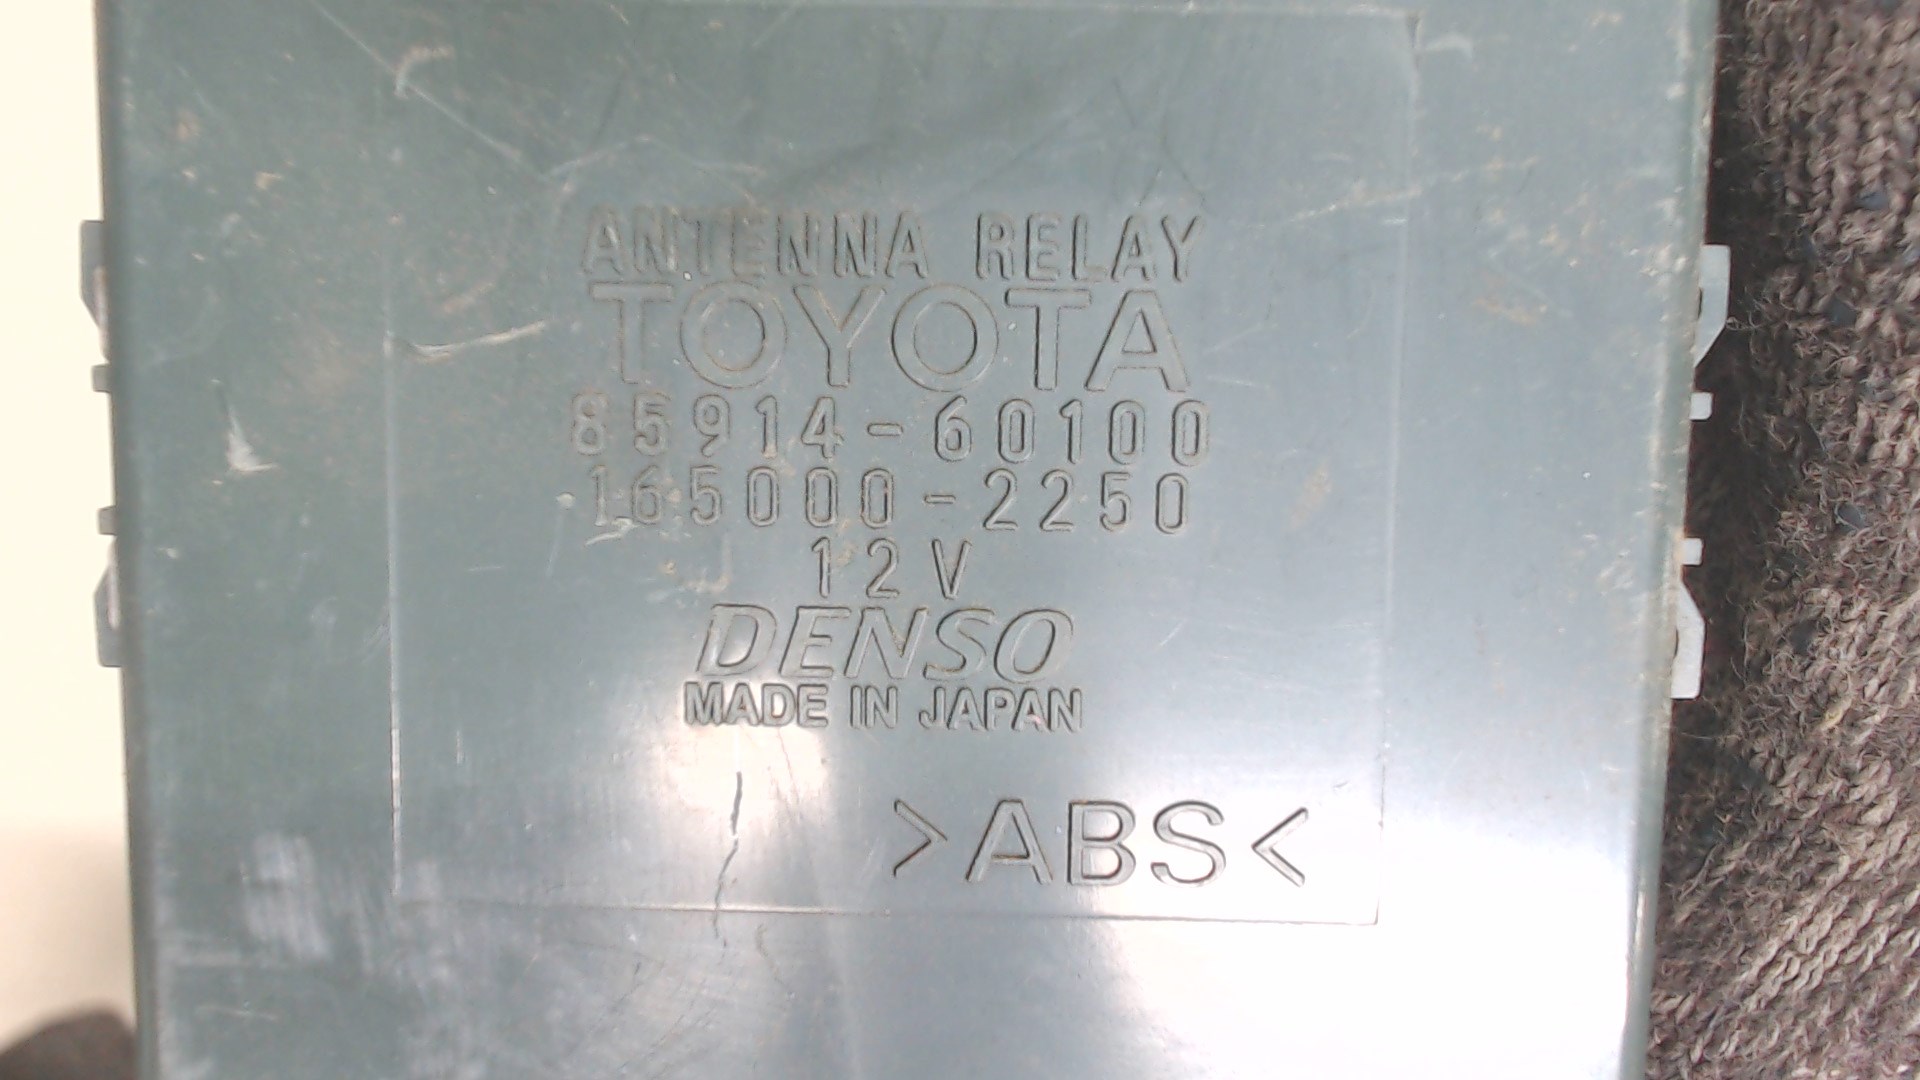 ANTENNA RELAY
TOYOTA
85914-60100
165000-2250
12V
DENSO
MADE IN JAPAN
>ABS<